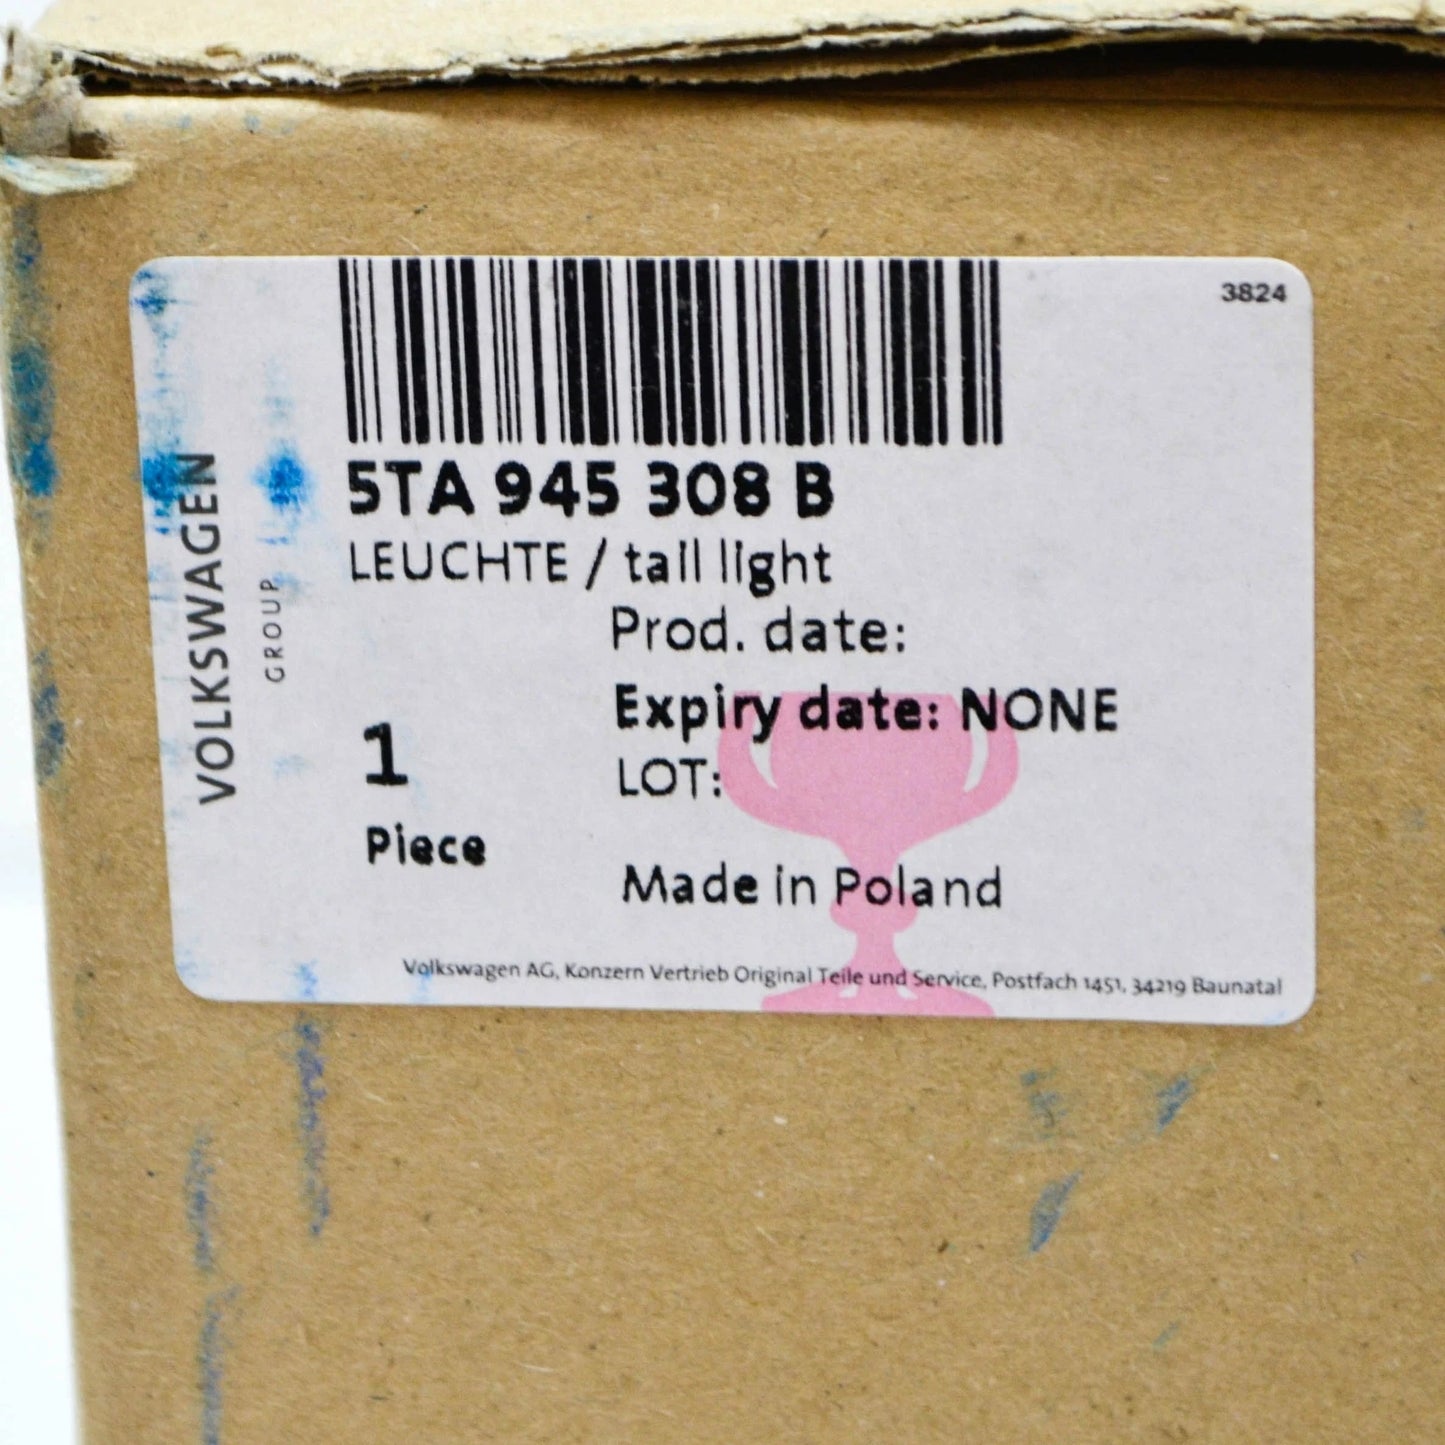 3824
5TA 945 308 B
LEUCHTE / tail light
Prod. date:
Expiry date: NONE
LOT:
1
Piece
Made in Poland
Volkswagen AG, Konzern Vertrieb Original Teile und Service, Postfach 1451, 34219 Baunatal
VOLKSWAGEN
GROUP